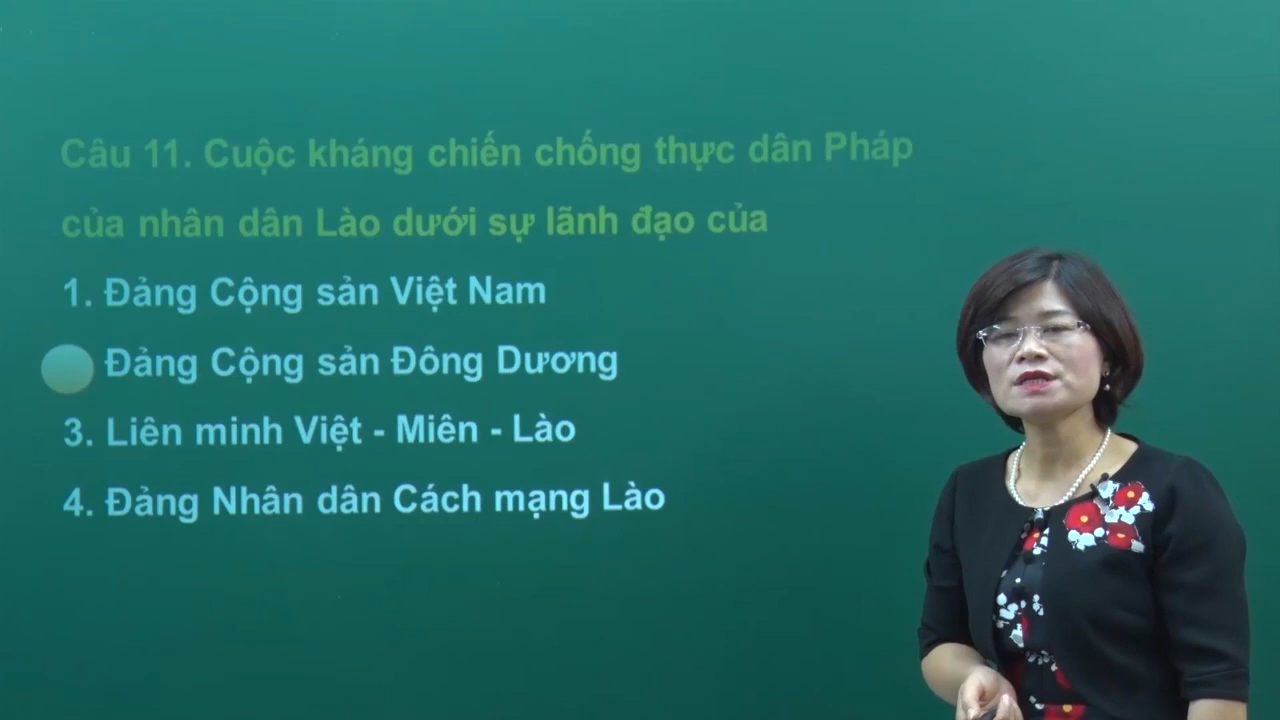 Câu 11. Cuộc kháng chiến chống thực dân Pháp
của nhân dân Lào dưới sự lãnh đạo của
1. Đảng Cộng sản Việt Nam
Đảng Cộng sản Đông Dương
3. Liên minh Việt - Miên - Lào
4. Đảng Nhân dân Cách mạng Lào